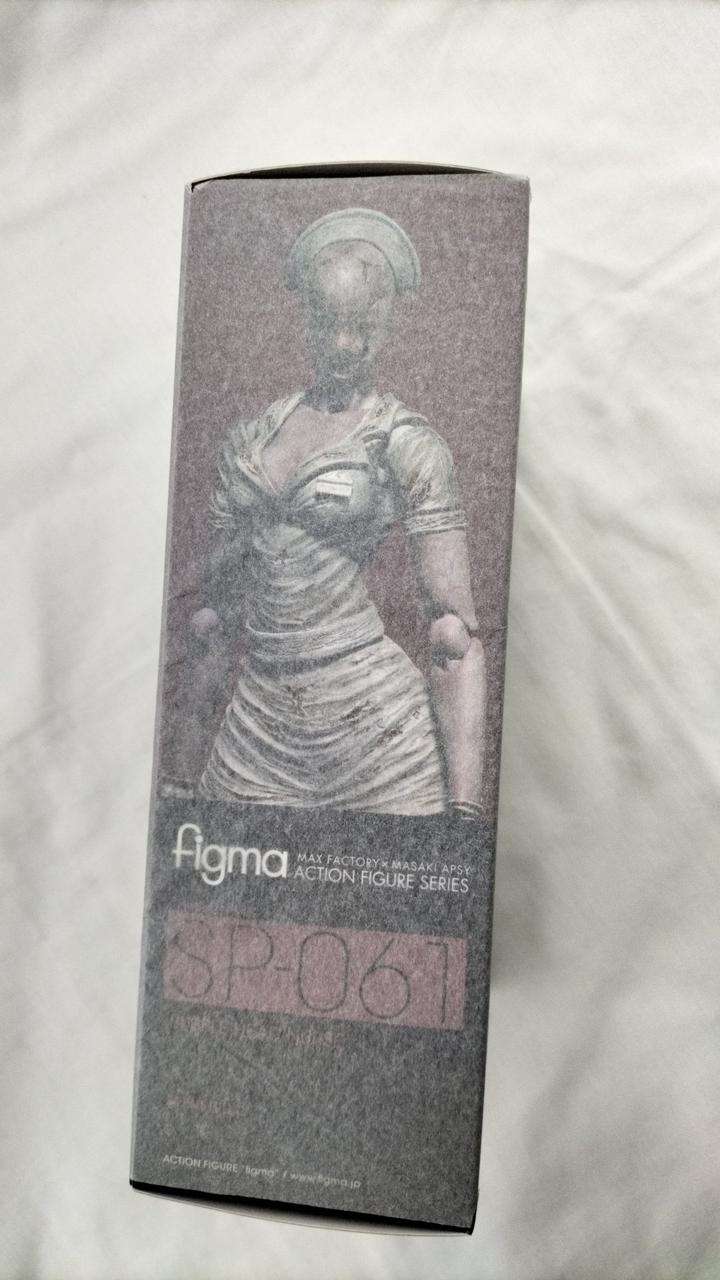 figma
MAX FACTORY×MASAKI APSY
ACTION FIGURE SERIES
SP-061
ACTION FIGURE "figma" / www.figma.jp